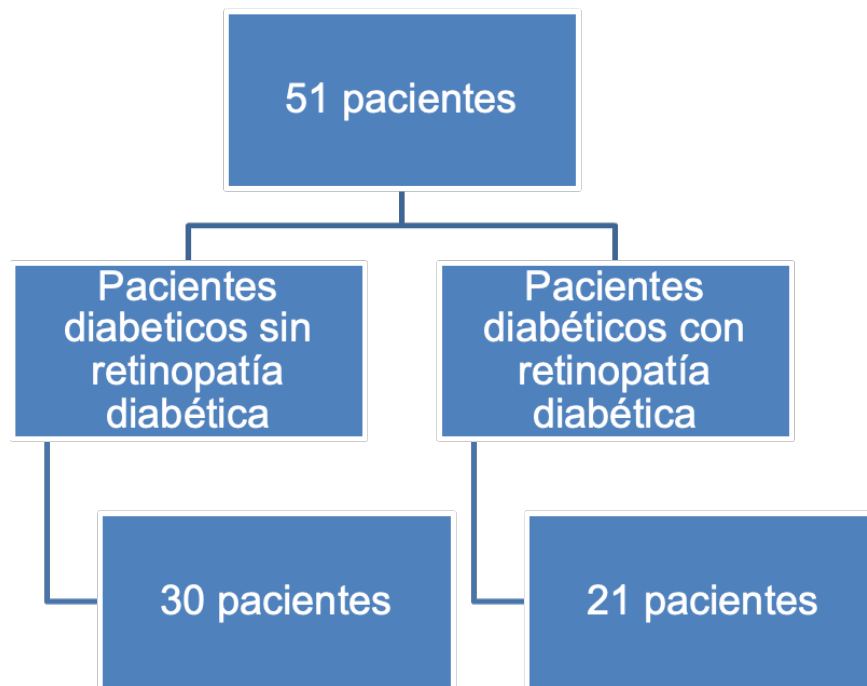 51 pacientes
Pacientes
diabeticos sin
retinopatía
diabética
Pacientes
diabéticos con
retinopatía
diabética
30 pacientes
21 pacientes